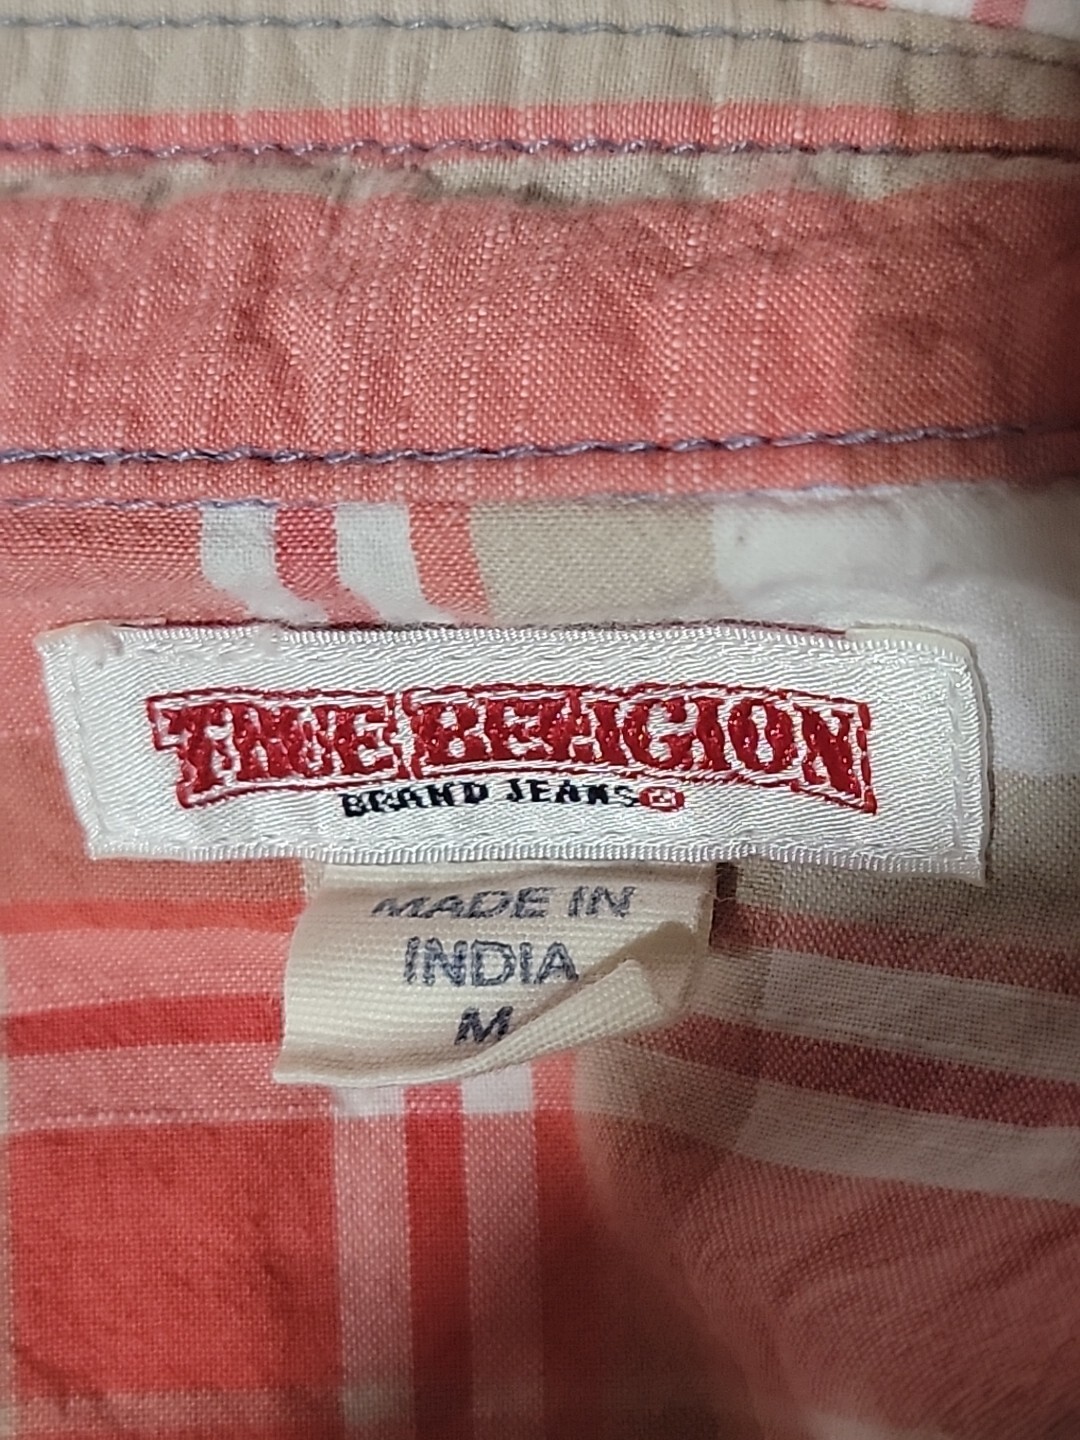 TRUE RELIGION
BRAND JEANS®
MADE IN
INDIA
M